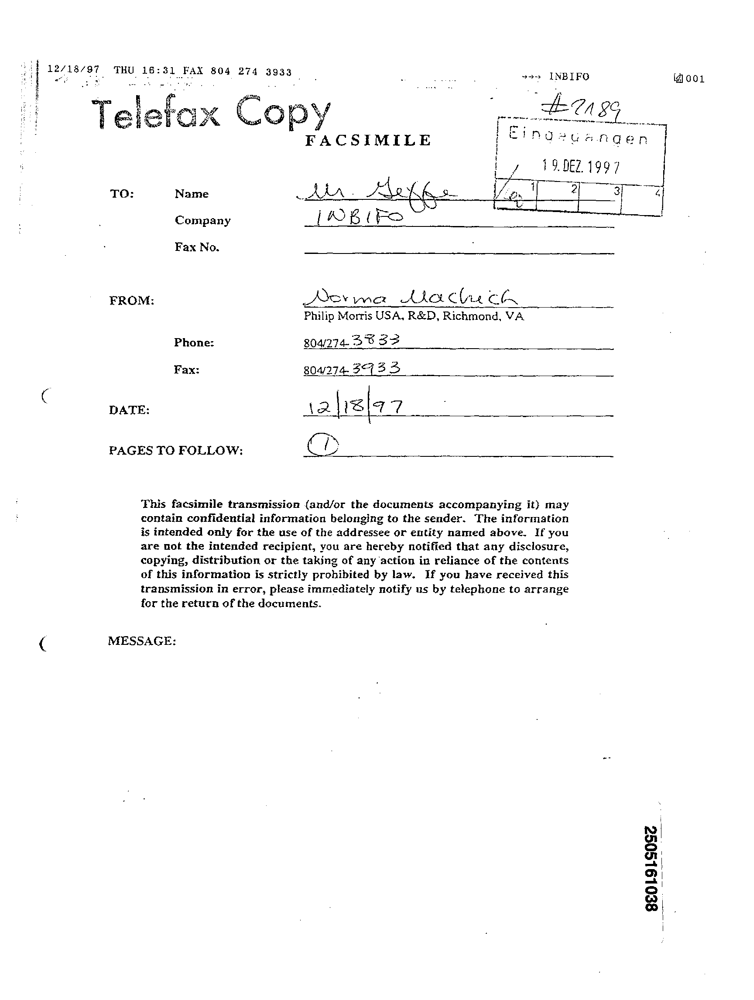 12/18/97 THU 16:31 FAX 804 274 3933 →→→ INBIFO 001
Telefax Copy
FACSIMILE
#7189
Eingegangen
19. DEZ. 1997
1 2 3 4
TO: Name Mr. Geffe
Company INBIFO
Fax No.
FROM: Norma
Philip Morris USA, R&D, Richmond, VA
Phone: 804/274-3833
Fax: 804/274-3933
DATE: 12/18/97
PAGES TO FOLLOW: 1
This facsimile transmission (and/or the documents accompanying it) may
contain confidential information belonging to the sender. The information
is intended only for the use of the addressee or entity named above. If you
are not the intended recipient, you are hereby notified that any disclosure,
copying, distribution or the taking of any action in reliance of the contents
of this information is strictly prohibited by law. If you have received this
transmission in error, please immediately notify us by telephone to arrange
for the return of the documents.
MESSAGE:
2505161038